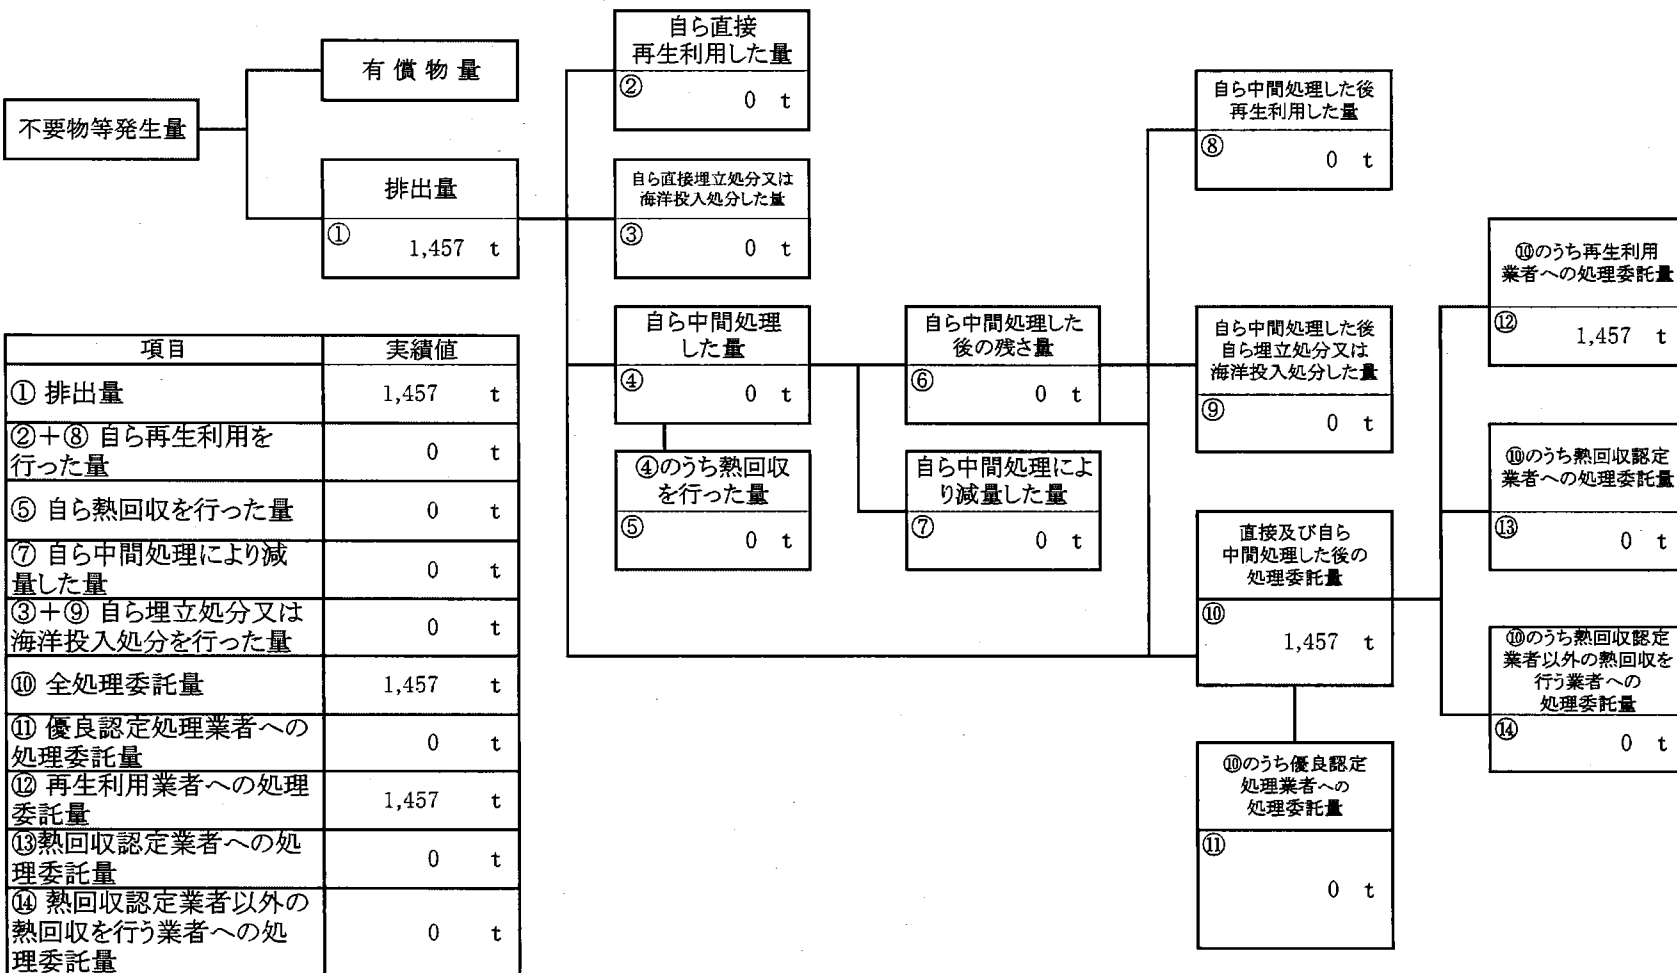 不要物等発生量
有償物量
排出量
①
1,457 t
自ら直接
再生利用した量
②
0 t
自ら直接埋立処分又は
海洋投入処分した量
③
0 t
自ら中間処理
した量
④
0 t
④のうち熱回収
を行った量
⑤
0 t
自ら中間処理した
後の残さ量
⑥
0 t
自ら中間処理によ
り減量した量
⑦
0 t
自ら中間処理した後
再生利用した量
⑧
0 t
自ら中間処理した後
自ら埋立処分又は
海洋投入処分した量
⑨
0 t
直接及び自ら
中間処理した後の
処理委託量
⑩
1,457 t
⑩のうち優良認定
処理業者への
処理委託量
⑪
0 t
⑩のうち再生利用
業者への処理委託量
⑫
1,457 t
⑩のうち熱回収認定
業者への処理委託量
⑬
0 t
⑩のうち熱回収認定
業者以外の熱回収を
行う業者への
処理委託量
⑭
0 t
項目 実績値
① 排出量 1,457 t
②+⑧ 自ら再生利用を
行った量 0 t
⑤ 自ら熱回収を行った量 0 t
⑦ 自ら中間処理により減
量した量 0 t
③+⑨ 自ら埋立処分又は
海洋投入処分を行った量 0 t
⑩ 全処理委託量 1,457 t
⑪ 優良認定処理業者への
処理委託量 0 t
⑫ 再生利用業者への処理
委託量 1,457 t
⑬熱回収認定業者への処
理委託量 0 t
⑭ 熱回収認定業者以外の
熱回収を行う業者への処
理委託量 0 t